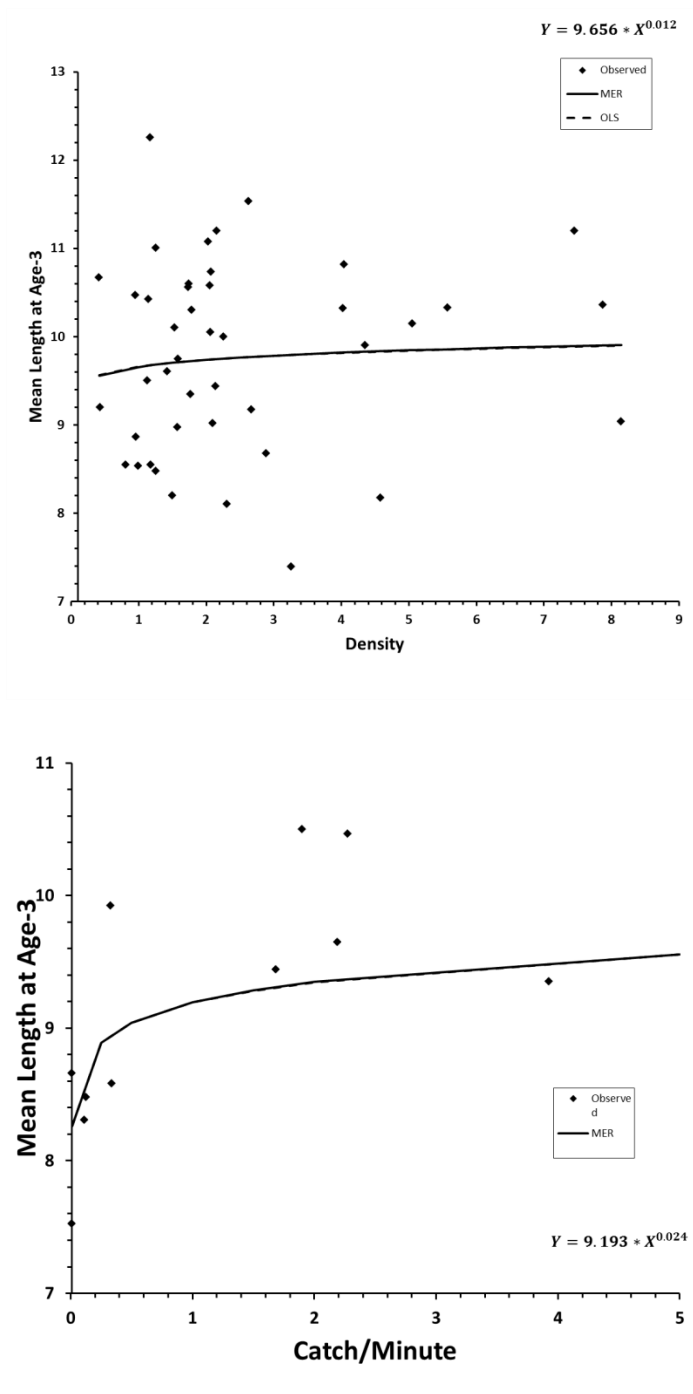 Y = 9.656 * X^0.012
13
12
11
10
9
8
7
Mean Length at Age-3
Observed
MER
OLS
0 1 2 3 4 5 6 7 8 9
Density
11
10
9
8
7
Mean Length at Age-3
Observe
d
MER
Y = 9.193 * X^0.024
0 1 2 3 4 5
Catch/Minute